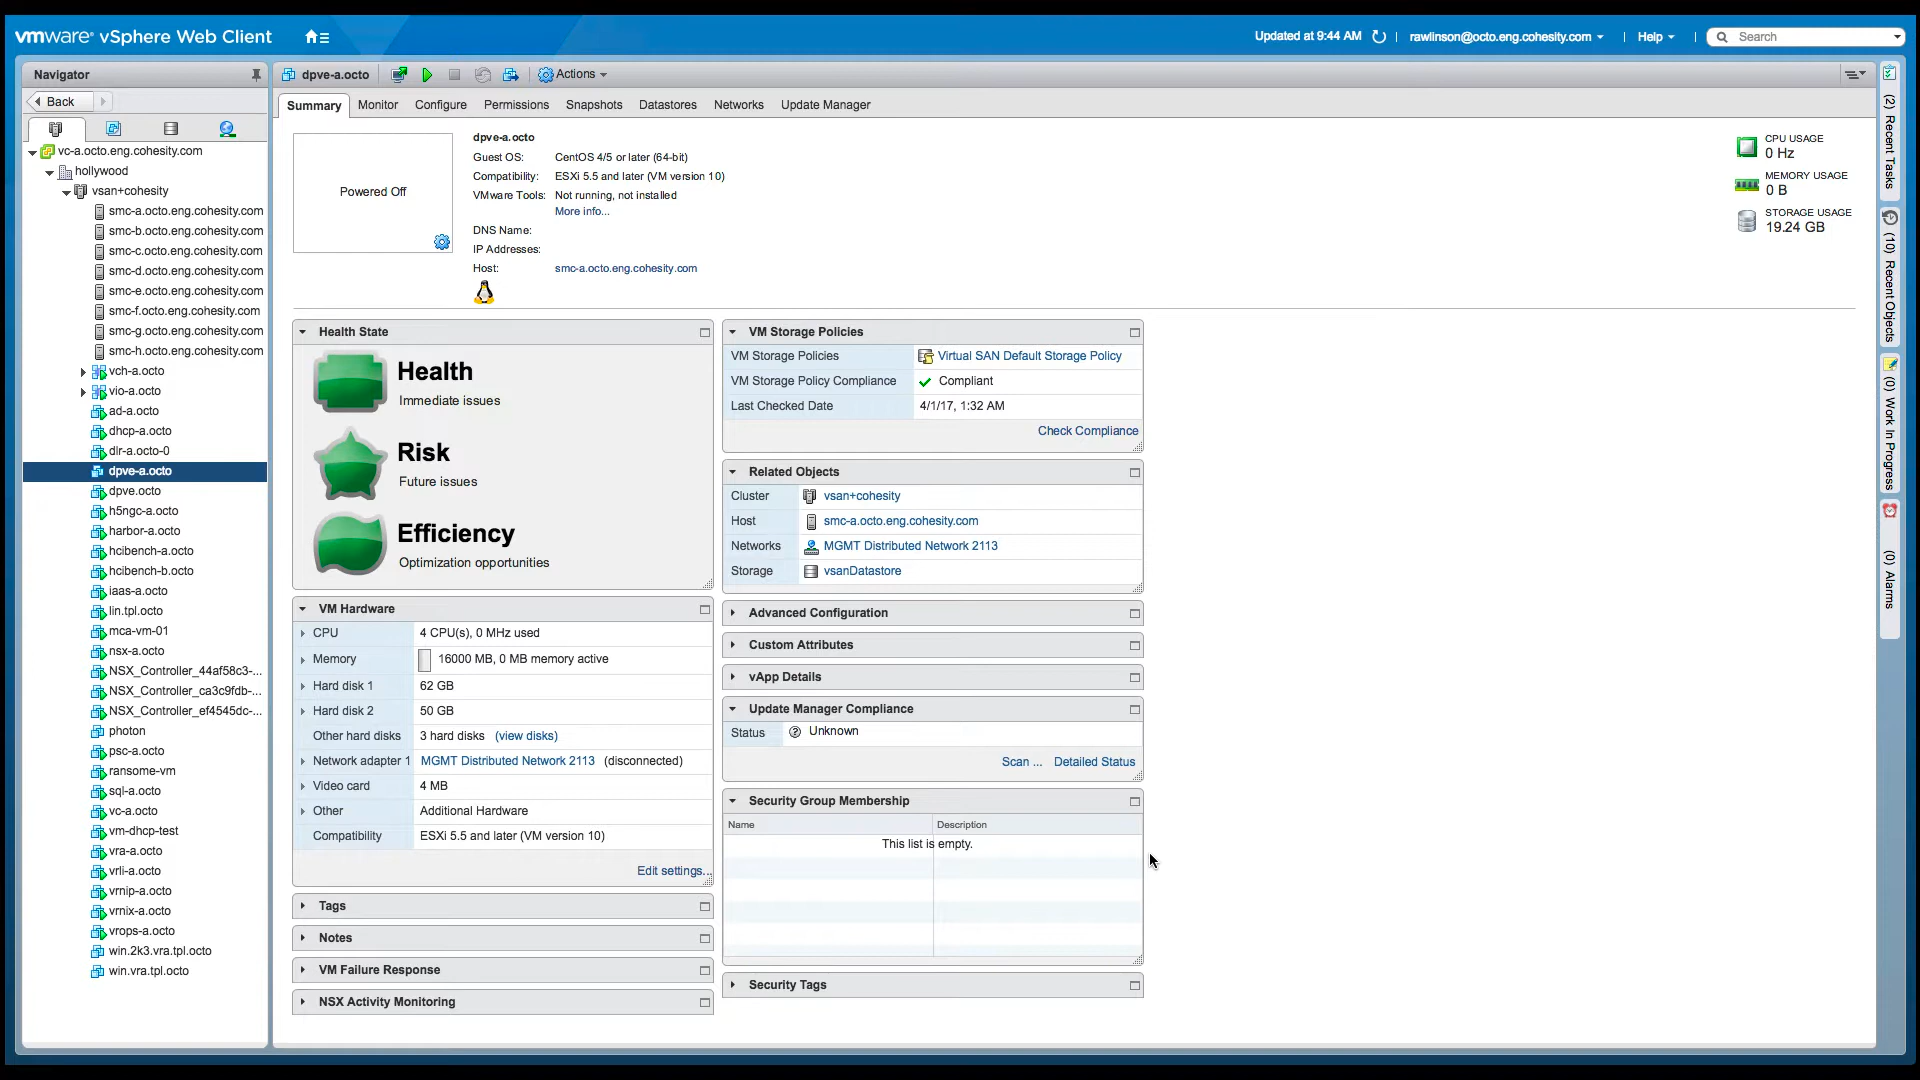 vmware® vSphere Web Client
Updated at 9:44 AM
rawlinson@octo.eng.cohesity.com
Help
Search
Navigator
Back
vc-a.octo.eng.cohesity.com
hollywood
vsan+cohesity
smc-a.octo.eng.cohesity.com
smc-b.octo.eng.cohesity.com
smc-c.octo.eng.cohesity.com
smc-d.octo.eng.cohesity.com
smc-e.octo.eng.cohesity.com
smc-f.octo.eng.cohesity.com
smc-g.octo.eng.cohesity.com
smc-h.octo.eng.cohesity.com
vch-a.octo
vio-a.octo
ad-a.octo
dhcp-a.octo
dlr-a.octo-0
dpve-a.octo
dpve.octo
h5ngc-a.octo
harbor-a.octo
hcibench-a.octo
hcibench-b.octo
iaas-a.octo
lin.tpl.octo
mca-vm-01
nsx-a.octo
NSX_Controller_44af58c3-...
NSX_Controller_ca3c9fdb-...
NSX_Controller_ef4545dc-...
photon
psc-a.octo
ransome-vm
sql-a.octo
vc-a.octo
vm-dhcp-test
vra-a.octo
vrli-a.octo
vrnip-a.octo
vrnix-a.octo
vrops-a.octo
win.2k3.vra.tpl.octo
win.vra.tpl.octo
dpve-a.octo
Actions
Summary Monitor Configure Permissions Snapshots Datastores Networks Update Manager
Powered Off
dpve-a.octo
Guest OS: CentOS 4/5 or later (64-bit)
Compatibility: ESXi 5.5 and later (VM version 10)
VMware Tools: Not running, not installed
More info...
DNS Name:
IP Addresses:
Host: smc-a.octo.eng.cohesity.com
CPU USAGE
0 Hz
MEMORY USAGE
0 B
STORAGE USAGE
19.24 GB
Health State
Health
Immediate issues
Risk
Future issues
Efficiency
Optimization opportunities
VM Hardware
CPU 4 CPU(s), 0 MHz used
Memory 16000 MB, 0 MB memory active
Hard disk 1 62 GB
Hard disk 2 50 GB
Other hard disks 3 hard disks (view disks)
Network adapter 1 MGMT Distributed Network 2113 (disconnected)
Video card 4 MB
Other Additional Hardware
Compatibility ESXi 5.5 and later (VM version 10)
Edit settings...
Tags
Notes
VM Failure Response
NSX Activity Monitoring
VM Storage Policies
VM Storage Policies Virtual SAN Default Storage Policy
VM Storage Policy Compliance Compliant
Last Checked Date 4/1/17, 1:32 AM
Check Compliance
Related Objects
Cluster vsan+cohesity
Host smc-a.octo.eng.cohesity.com
Networks MGMT Distributed Network 2113
Storage vsanDatastore
Advanced Configuration
Custom Attributes
vApp Details
Update Manager Compliance
Status Unknown
Scan ... Detailed Status
Security Group Membership
Name Description
This list is empty.
Security Tags
(2) Recent Tasks
(10) Recent Objects
(0) Work In Progress
(0) Alarms